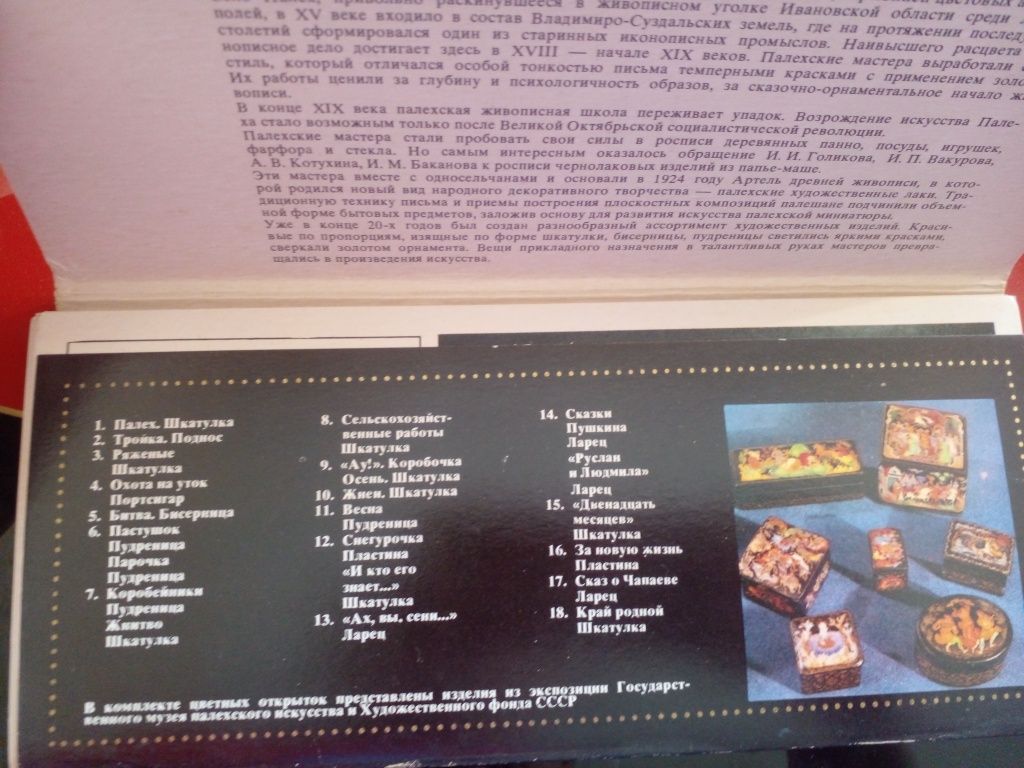 полей, в XV веке входило в состав Владимиро-Суздальских земель, где на протяжении
столетий сформировался один из старинных иконописных промыслов. Наивысшего расцвета
нописное дело достигает здесь в XVIII — начале XIX веков. Палехские мастера выработали
стиль, который отличался особой тонкостью письма темперными красками с применением
Их работы ценили за глубину и психологичность образов, за сказочно-орнаментальное начало
вописи.
В конце XIX века палехская живописная школа переживает упадок. Возрождение искусства Пале-
ха стало возможным только после Великой Октябрьской социалистической революции.
Палехские мастера стали пробовать свои силы в росписи деревянных панно, посуды, игрушек,
фарфора и стекла. Но самым интересным оказалось обращение И. И. Голикова, И. П. Вакурова,
А. В. Котухина, И. М. Баканова к росписи чернолаковых изделий из папье-маше.
Эти мастера вместе с односельчанами и основали в 1924 году Артель древней живописи, в кото-
рой родился новый вид народного декоративного творчества — палехские художественные лаки. Тра-
диционную технику письма и приемы построения плоскостных композиций палешане подчинили объем-
ной форме бытовых предметов, заложив основу для развития искусства палехской миниатюры.
Уже в конце 20-х годов был создан разнообразный ассортимент художественных изделий. Краси-
вые по пропорциям, изящные по форме шкатулки, бисерницы, пудреницы светились яркими красками,
сверкали золотом орнамента. Вещи прикладного назначения в талантливых руках мастеров превра-
щались в произведения искусства.
1. Палех. Шкатулка
2. Тройка. Поднос
3. Ряженые
Шкатулка
4. Охота на уток
Портсигар
5. Битва. Бисерница
6. Пастушок
Пудреница
Парочка
Пудреница
7. Коробейники
Пудреница
Жнитво
Шкатулка
8. Сельскохозяйст-
венные работы
Шкатулка
9. «Ау!». Коробочка
Осень. Шкатулка
10. Жнеи. Шкатулка
11. Весна
Пудреница
12. Снегурочка
Пластина
«И кто его
знает...»
Шкатулка
13. «Ах, вы, сени...»
Ларец
14. Сказки
Пушкина
Ларец
«Руслан
и Людмила»
Ларец
15. «Двенадцать
месяцев»
Шкатулка
16. За новую жизнь
Пластина
17. Сказ о Чапаеве
Ларец
18. Край родной
Шкатулка
В комплекте цветных открыток представлены изделия из экспозиции Государст-
венного музея палехского искусства и Художественного фонда СССР